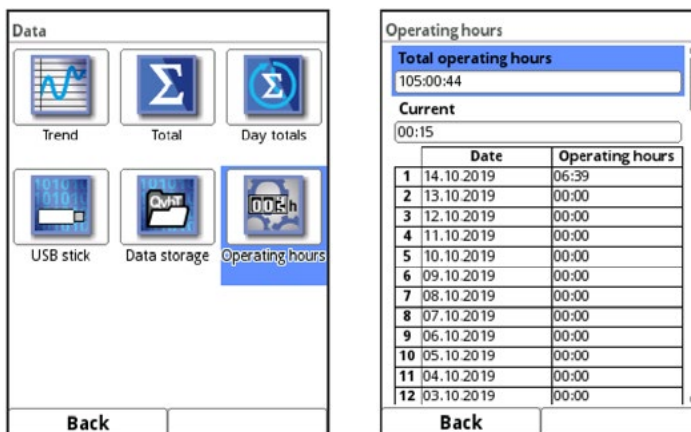 Data
Trend
Total
Day totals
USB stick
Data storage
Operating hours
Back
Operating hours
Total operating hours
105:00:44
Current
00:15
Date Operating hours
1 14.10.2019 06:39
2 13.10.2019 00:00
3 12.10.2019 00:00
4 11.10.2019 00:00
5 10.10.2019 00:00
6 09.10.2019 00:00
7 08.10.2019 00:00
8 07.10.2019 00:00
9 06.10.2019 00:00
10 05.10.2019 00:00
11 04.10.2019 00:00
12 03.10.2019 00:00
Back